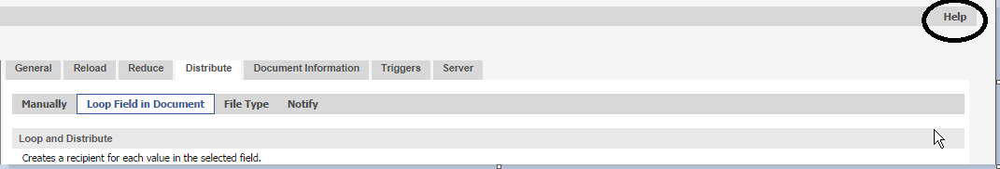 Help
General Reload Reduce Distribute Document Information Triggers Server
Manually Loop Field in Document File Type Notify
Loop and Distribute
Creates a recipient for each value in the selected field.